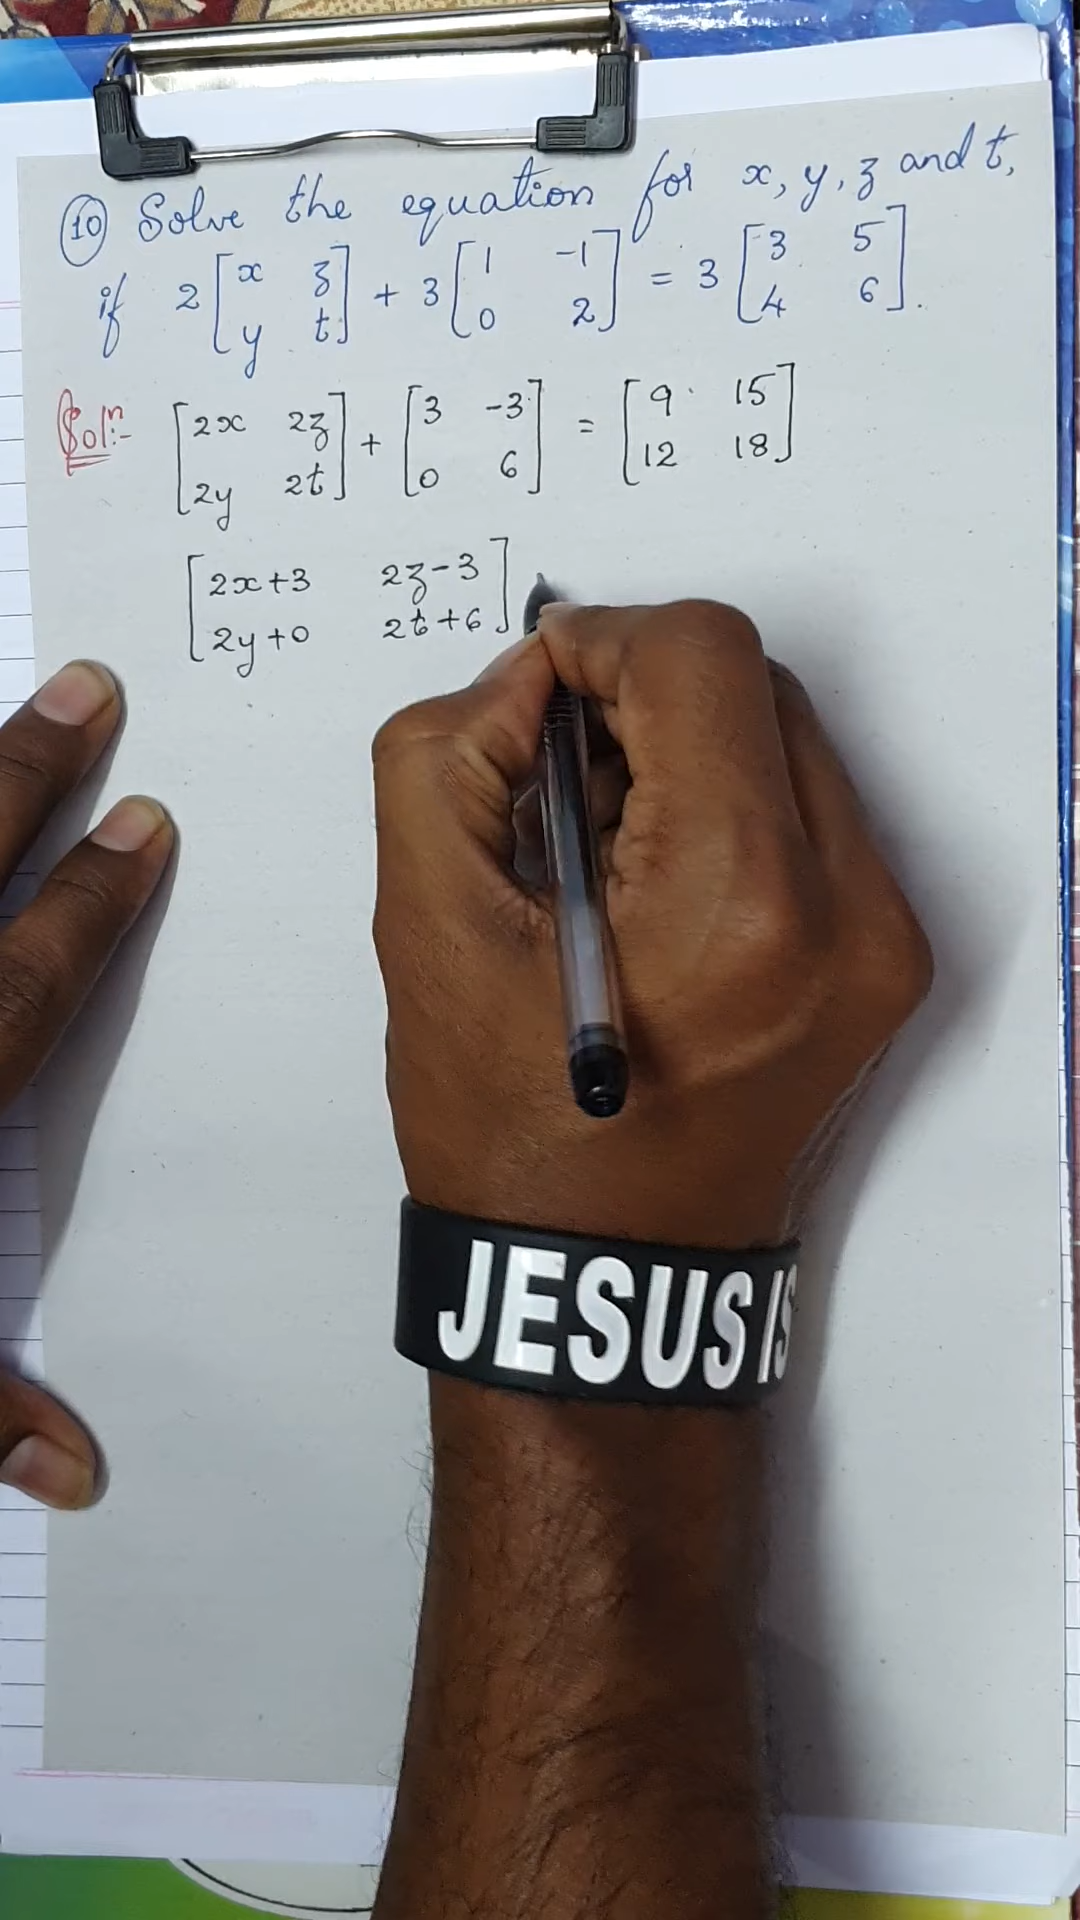 10 Solve the equation for x, y, z and t,
if 2 [x z; y t] + 3 [1 -1; 0 2] = 3 [3 5; 4 6].
Solⁿ:- [2x 2z; 2y 2t] + [3 -3; 0 6] = [9 15; 12 18]
[2x+3 2z-3; 2y+0 2t+6]
JESUS IS